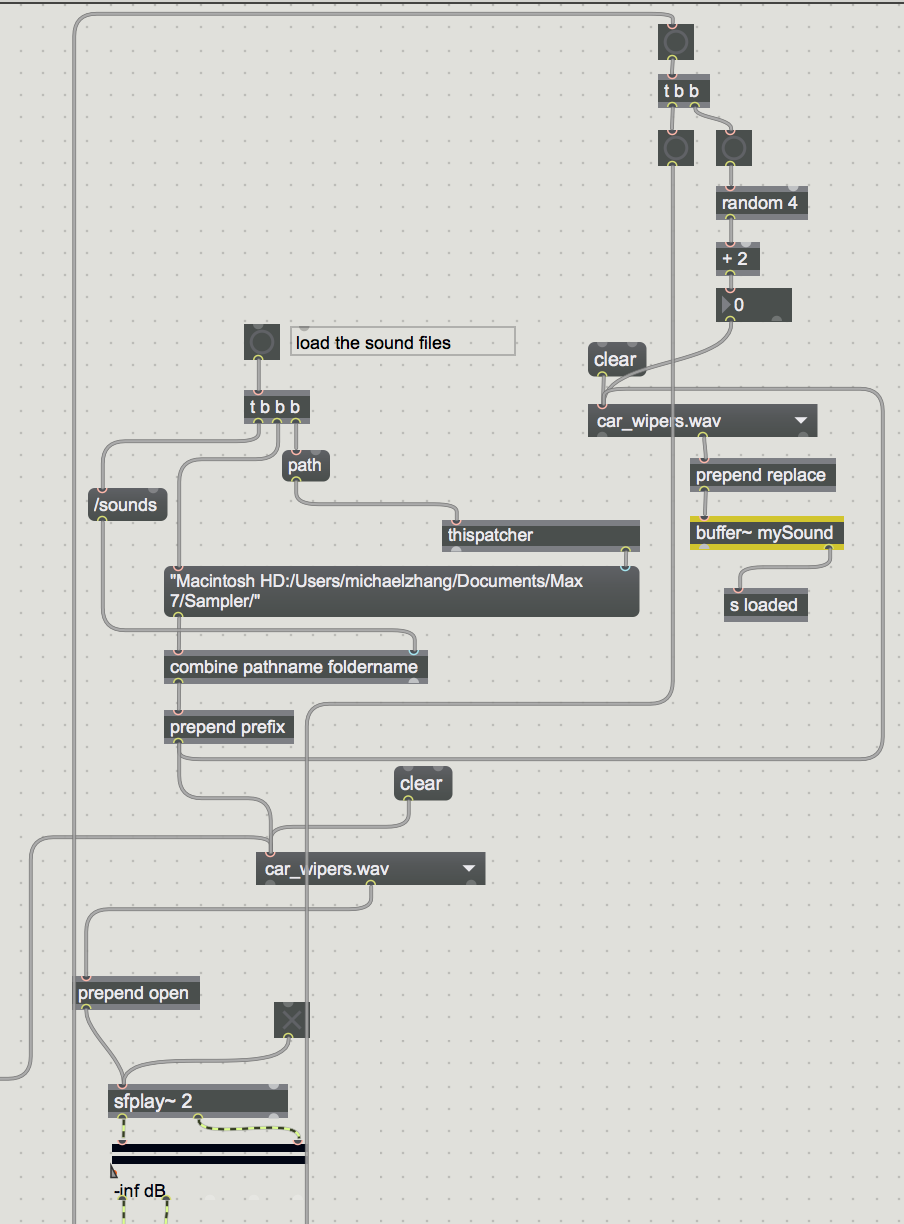 t b b
random 4
+ 2
0
load the sound files
clear
t b b b
car_wipers.wav
path
prepend replace
/sounds
thispatcher
buffer~ mySound
"Macintosh HD:/Users/michaelzhang/Documents/Max
7/Sampler/"
s loaded
combine pathname foldername
prepend prefix
clear
car_wipers.wav
prepend open
sfplay~ 2
-inf dB